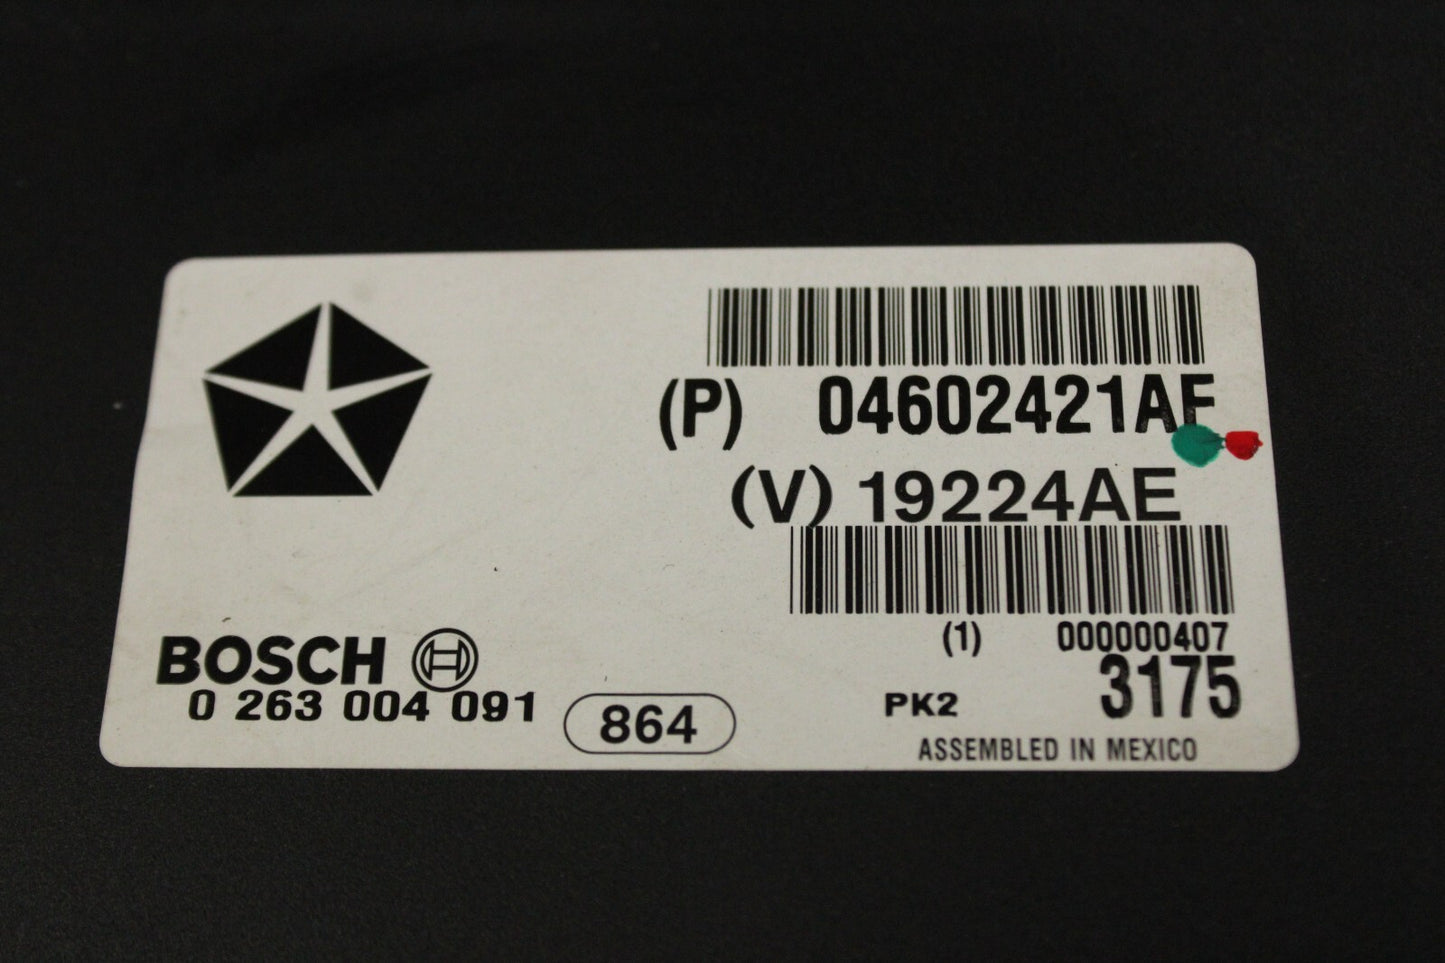 (P) 04602421AF
(V) 19224AE
(1) 000000407
BOSCH
3175
0 263 004 091
864
PK2
ASSEMBLED IN MEXICO